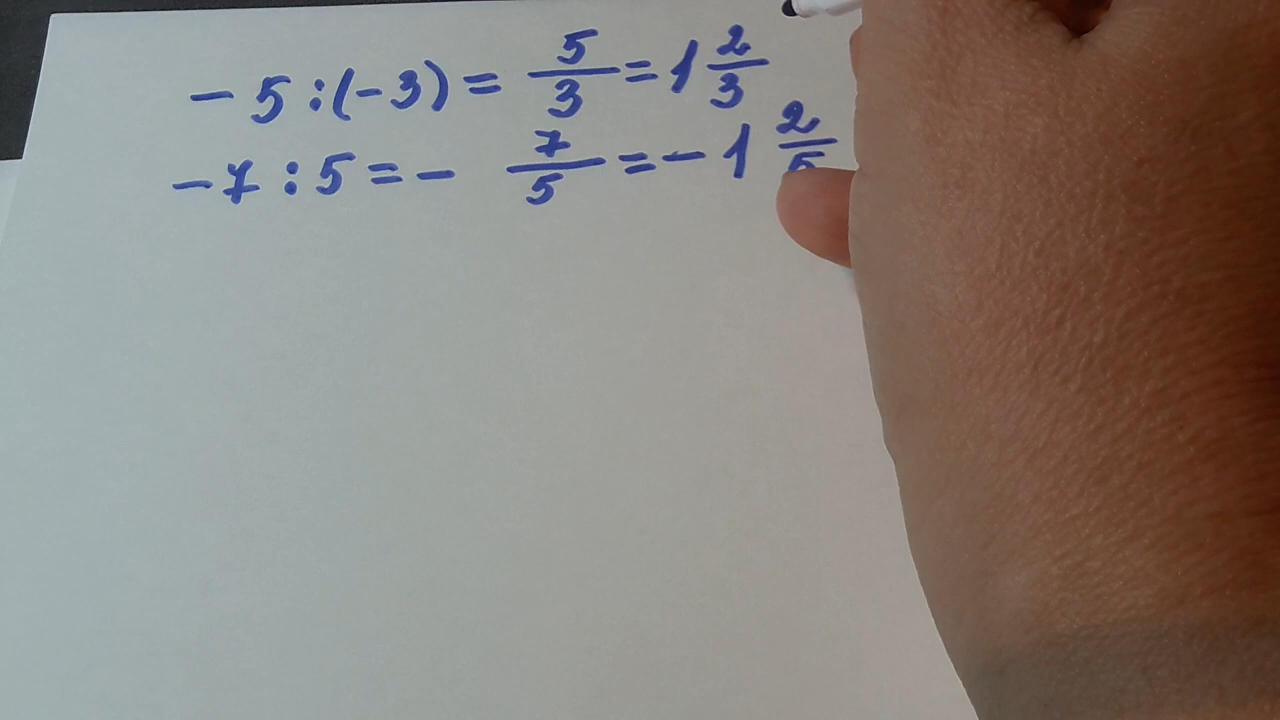 - 5 : (-3) = 5/3 = 1 2/3
- 7 : 5 = - 7/5 = - 1 2/5